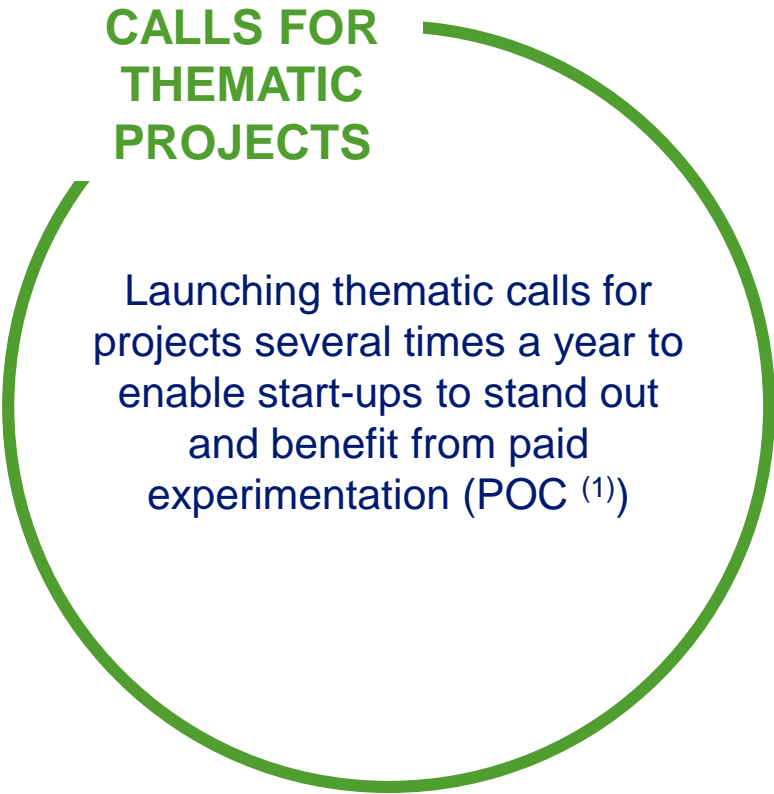 CALLS FOR
THEMATIC
PROJECTS
Launching thematic calls for
projects several times a year to
enable start-ups to stand out
and benefit from paid
experimentation (POC (1))